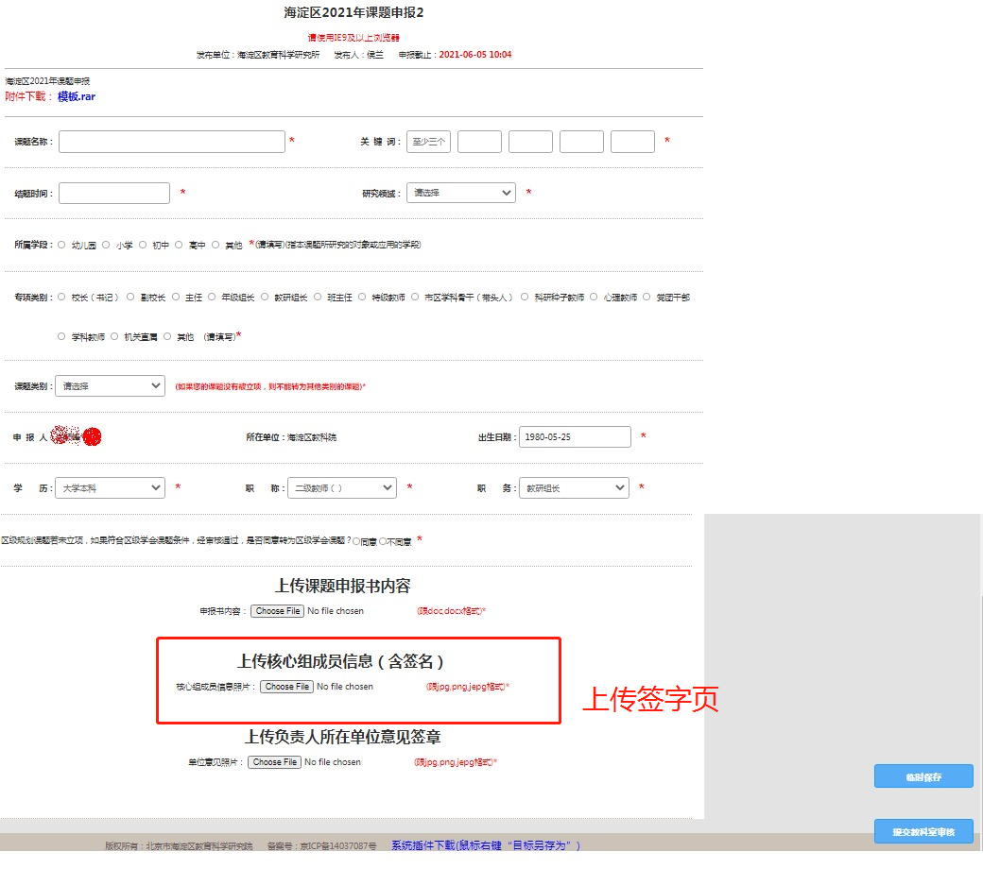 海淀区2021年课题申报2
请使用IE9及以上浏览器
发布单位：海淀区教育科学研究所 发布人：侯兰 申报截止：2021-06-05 10:04
海淀区2021年课题申报
附件下载： 模板.rar
课题名称： * 关 键 词： 至少三个 *
结题时间： * 研究领域： 请选择 *
所属学段： 幼儿园 小学 初中 高中 其他 *(请填写)(指本课题所研究的对象或应用的学段)
专项类别： 校长（书记） 副校长 主任 年级组长 教研组长 班主任 特级教师 市区学科骨干（带头人） 科研种子教师 心理教师 党团干部
学科教师 机关直属 其他 (请填写)*
课题类别： 请选择 (如果您的课题没有被立项，则不能转为其他类别的课题)*
申 报 人 所在单位：海淀区教科院 出生日期： 1980-05-25 *
学 历： 大学本科 * 职 称： 二级教师（ ） * 职 务： 教研组长 *
区级规划课题若未立项，如果符合区级学会课题条件，经审核通过，是否同意转为区级学会课题？ 同意 不同意 *
上传课题申报书内容
申报书内容： Choose File No file chosen (限doc,docx格式)*
上传核心组成员信息（含签名）
核心组成员信息照片： Choose File No file chosen (限jpg,png,jepg格式)*
上传签字页
上传负责人所在单位意见签章
单位意见照片： Choose File No file chosen (限jpg,png,jepg格式)*
临时保存
提交教科室审核
版权所有：北京市海淀区教育科学研究院 备案号：京ICP备14037087号 系统插件下载(鼠标右键“目标另存为”)